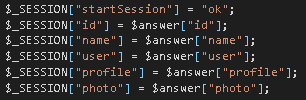 $_SESSION["startSession"] = "ok";
$_SESSION["id"] = $answer["id"];
$_SESSION["name"] = $answer["name"];
$_SESSION["user"] = $answer["user"];
$_SESSION["profile"] = $answer["profile"];
$_SESSION["photo"] = $answer["photo"];